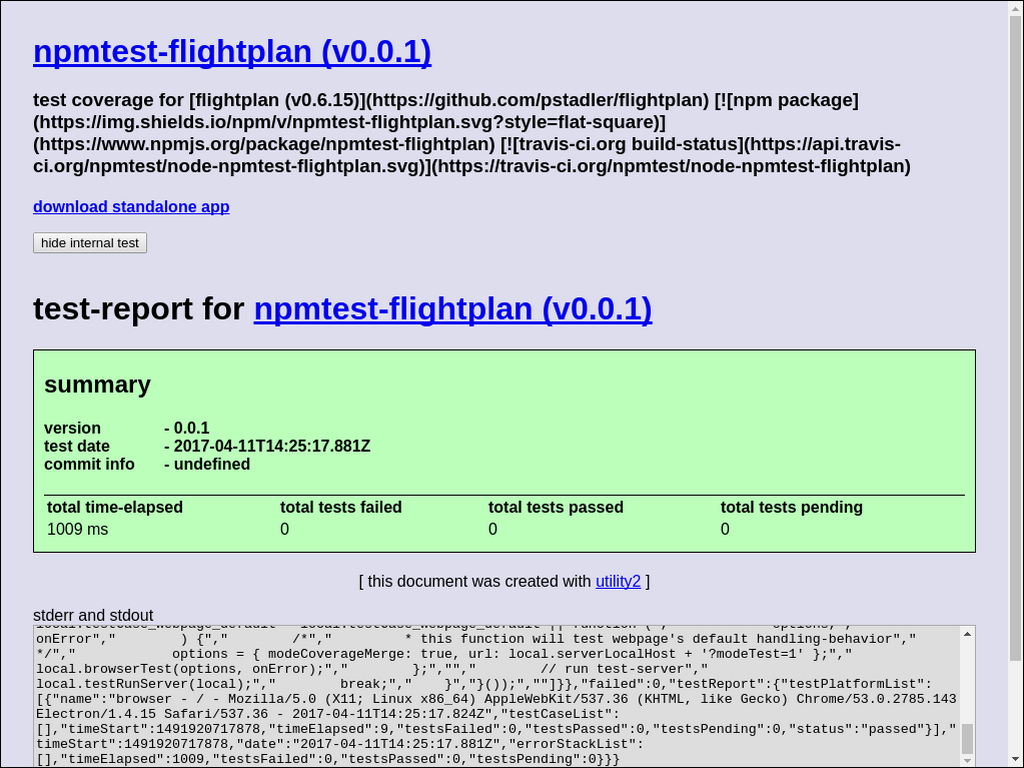 npmtest-flightplan (v0.0.1)
test coverage for [flightplan (v0.6.15)](https://github.com/pstadler/flightplan) [![npm package]
(https://img.shields.io/npm/v/npmtest-flightplan.svg?style=flat-square)]
(https://www.npmjs.org/package/npmtest-flightplan) [![travis-ci.org build-status](https://api.travis-
ci.org/npmtest/node-npmtest-flightplan.svg)](https://travis-ci.org/npmtest/node-npmtest-flightplan)
download standalone app
hide internal test
test-report for npmtest-flightplan (v0.0.1)
summary
version - 0.0.1
test date - 2017-04-11T14:25:17.881Z
commit info - undefined
total time-elapsed total tests failed total tests passed total tests pending
1009 ms 0 0 0
[ this document was created with utility2 ]
stderr and stdout
local.testCase_webpage_default = local.testCase_webpage_default || function (","            options,","
onError","        ) {","        /*","         * this function will test webpage's default handling-behavior","
*/","            options = { modeCoverageMerge: true, url: local.serverLocalHost + '?modeTest=1' };","
local.browserTest(options, onError);","        };","","        // run test-server","
local.testRunServer(local);","        break;","    }","}());",""]}},"failed":0,"testReport":{"testPlatformList":
[{"name":"browser - / - Mozilla/5.0 (X11; Linux x86_64) AppleWebKit/537.36 (KHTML, like Gecko) Chrome/53.0.2785.143
Electron/1.4.15 Safari/537.36 - 2017-04-11T14:25:17.824Z","testCaseList":
[],"timeStart":1491920717878,"timeElapsed":9,"testsFailed":0,"testsPassed":0,"testsPending":0,"status":"passed"}],"
timeStart":1491920717878,"date":"2017-04-11T14:25:17.881Z","errorStackList":
[],"timeElapsed":1009,"testsFailed":0,"testsPassed":0,"testsPending":0}}}